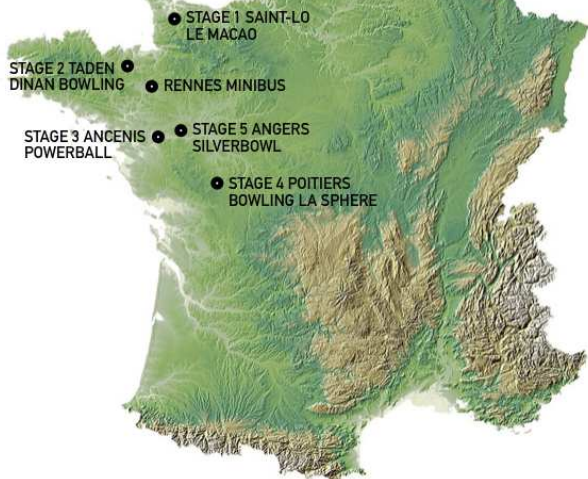 STAGE 1 SAINT-LO
LE MACAO
STAGE 2 TADEN
DINAN BOWLING
RENNES MINIBUS
STAGE 3 ANCENIS
POWERBALL
STAGE 5 ANGERS
SILVERBOWL
STAGE 4 POITIERS
BOWLING LA SPHERE